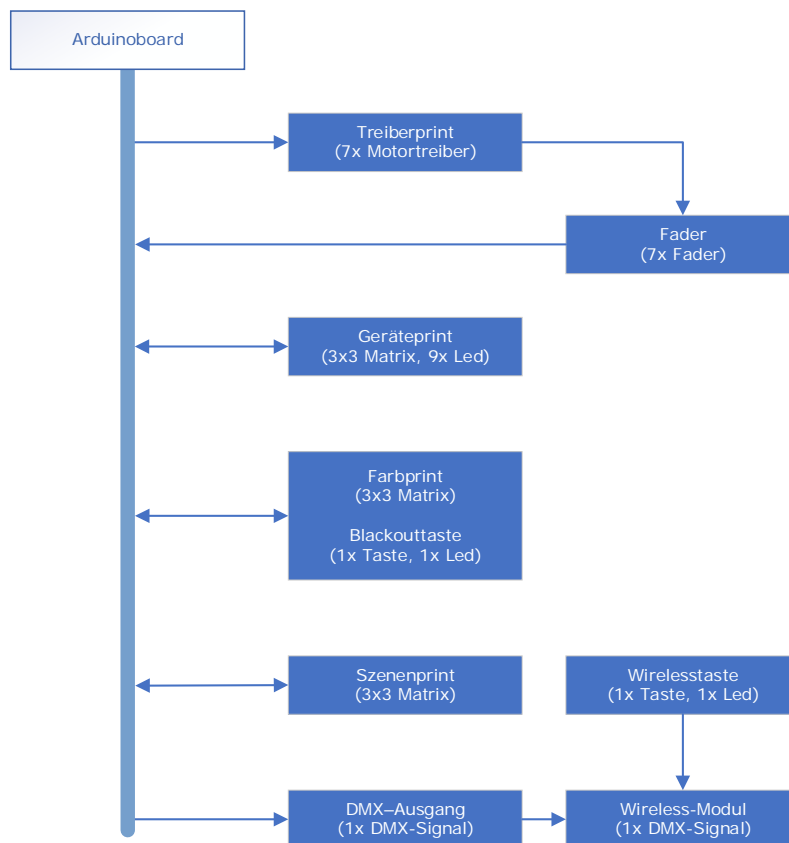 Arduinoboard
Treiberprint
(7x Motortreiber)
Fader
(7x Fader)
Geräteprint
(3x3 Matrix, 9x Led)
Farbprint
(3x3 Matrix)
Blackouttaste
(1x Taste, 1x Led)
Szenenprint
(3x3 Matrix)
Wirelesstaste
(1x Taste, 1x Led)
DMX–Ausgang
(1x DMX-Signal)
Wireless-Modul
(1x DMX-Signal)